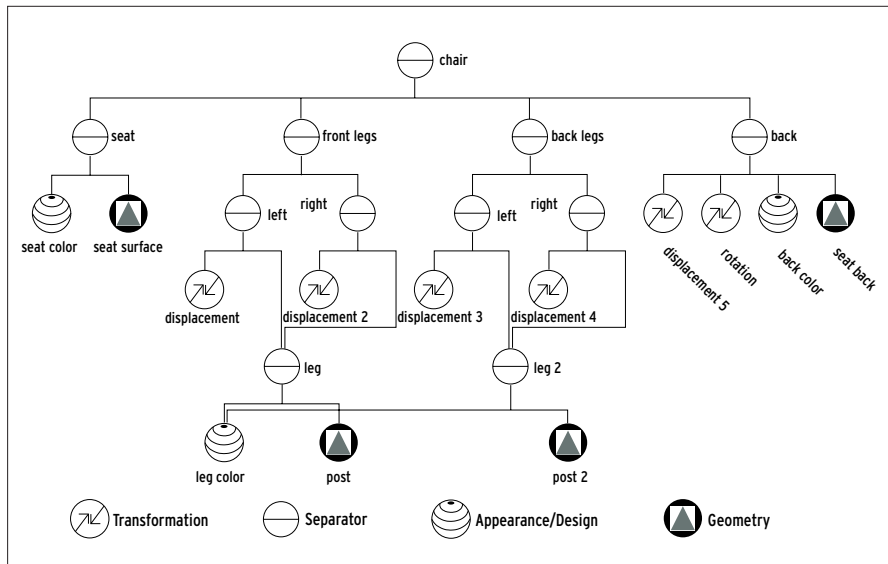 chair
seat
front legs
back legs
back
left
right
left
right
seat color
seat surface
displacement
displacement 2
displacement 3
displacement 4
displacement 5
rotation
back color
seat back
leg
leg 2
leg color
post
post 2
Transformation
Separator
Appearance/Design
Geometry